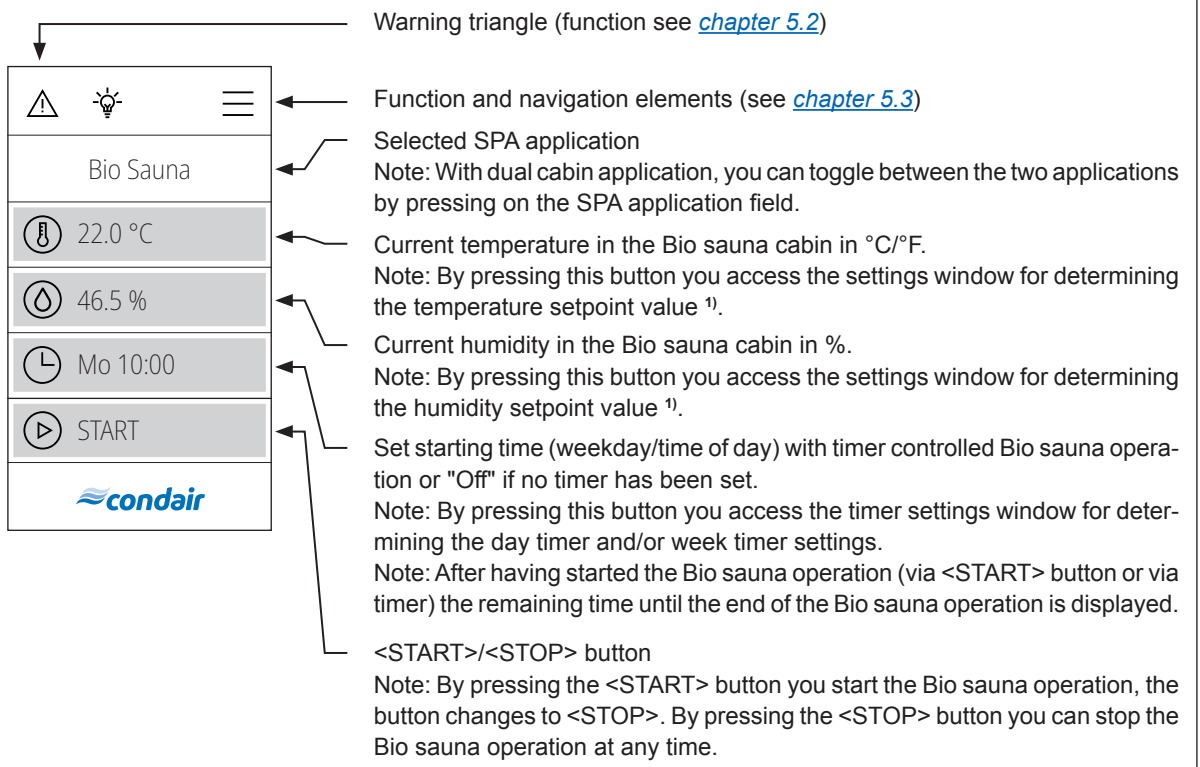 Warning triangle (function see chapter 5.2)
Function and navigation elements (see chapter 5.3)
Bio Sauna
22.0 °C
46.5 %
Mo 10:00
START
condair
Selected SPA application
Note: With dual cabin application, you can toggle between the two applications
by pressing on the SPA application field.
Current temperature in the Bio sauna cabin in °C/°F.
Note: By pressing this button you access the settings window for determining
the temperature setpoint value ¹⁾.
Current humidity in the Bio sauna cabin in %.
Note: By pressing this button you access the settings window for determining
the humidity setpoint value ¹⁾.
Set starting time (weekday/time of day) with timer controlled Bio sauna opera-
tion or "Off" if no timer has been set.
Note: By pressing this button you access the timer settings window for deter-
mining the day timer and/or week timer settings.
Note: After having started the Bio sauna operation (via <START> button or via
timer) the remaining time until the end of the Bio sauna operation is displayed.
<START>/<STOP> button
Note: By pressing the <START> button you start the Bio sauna operation, the
button changes to <STOP>. By pressing the <STOP> button you can stop the
Bio sauna operation at any time.